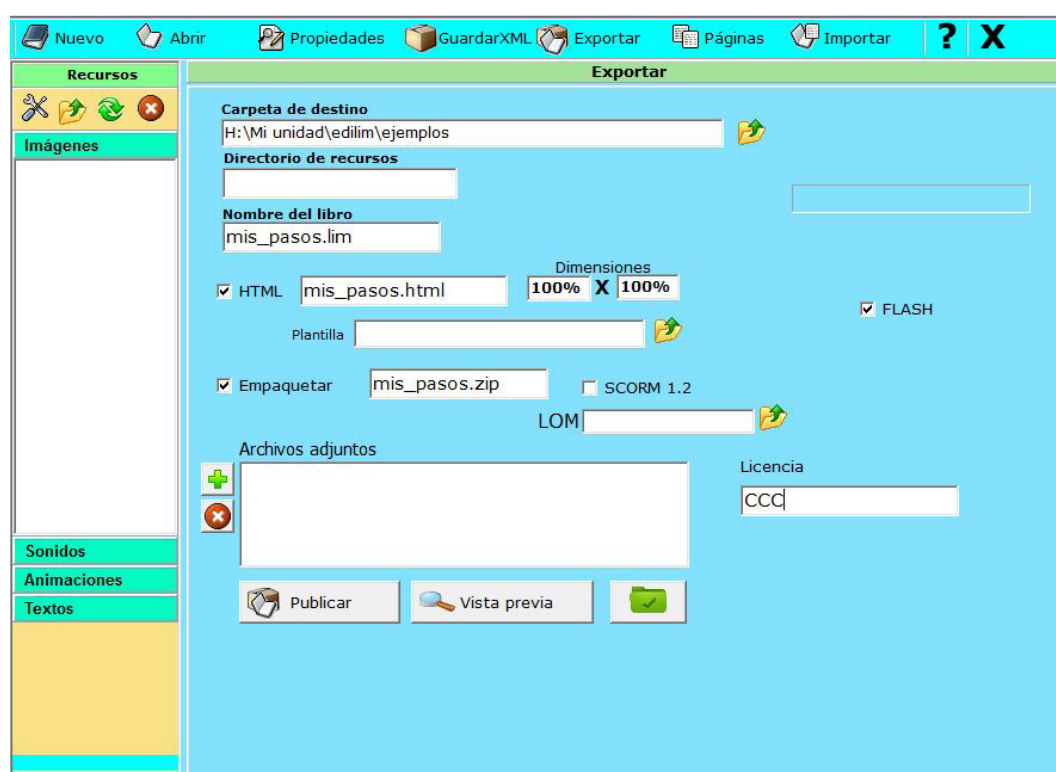 Nuevo Abrir Propiedades GuardarXML Exportar Páginas Importar ? X
Recursos
Exportar
Imágenes
Carpeta de destino
H:\Mi unidad\edilim\ejemplos
Directorio de recursos
Nombre del libro
mis_pasos.lim
Dimensiones
HTML mis_pasos.html 100% X 100%
FLASH
Plantilla
Empaquetar mis_pasos.zip SCORM 1.2
LOM
Archivos adjuntos
Licencia
CCC
Sonidos
Animaciones
Textos
Publicar Vista previa